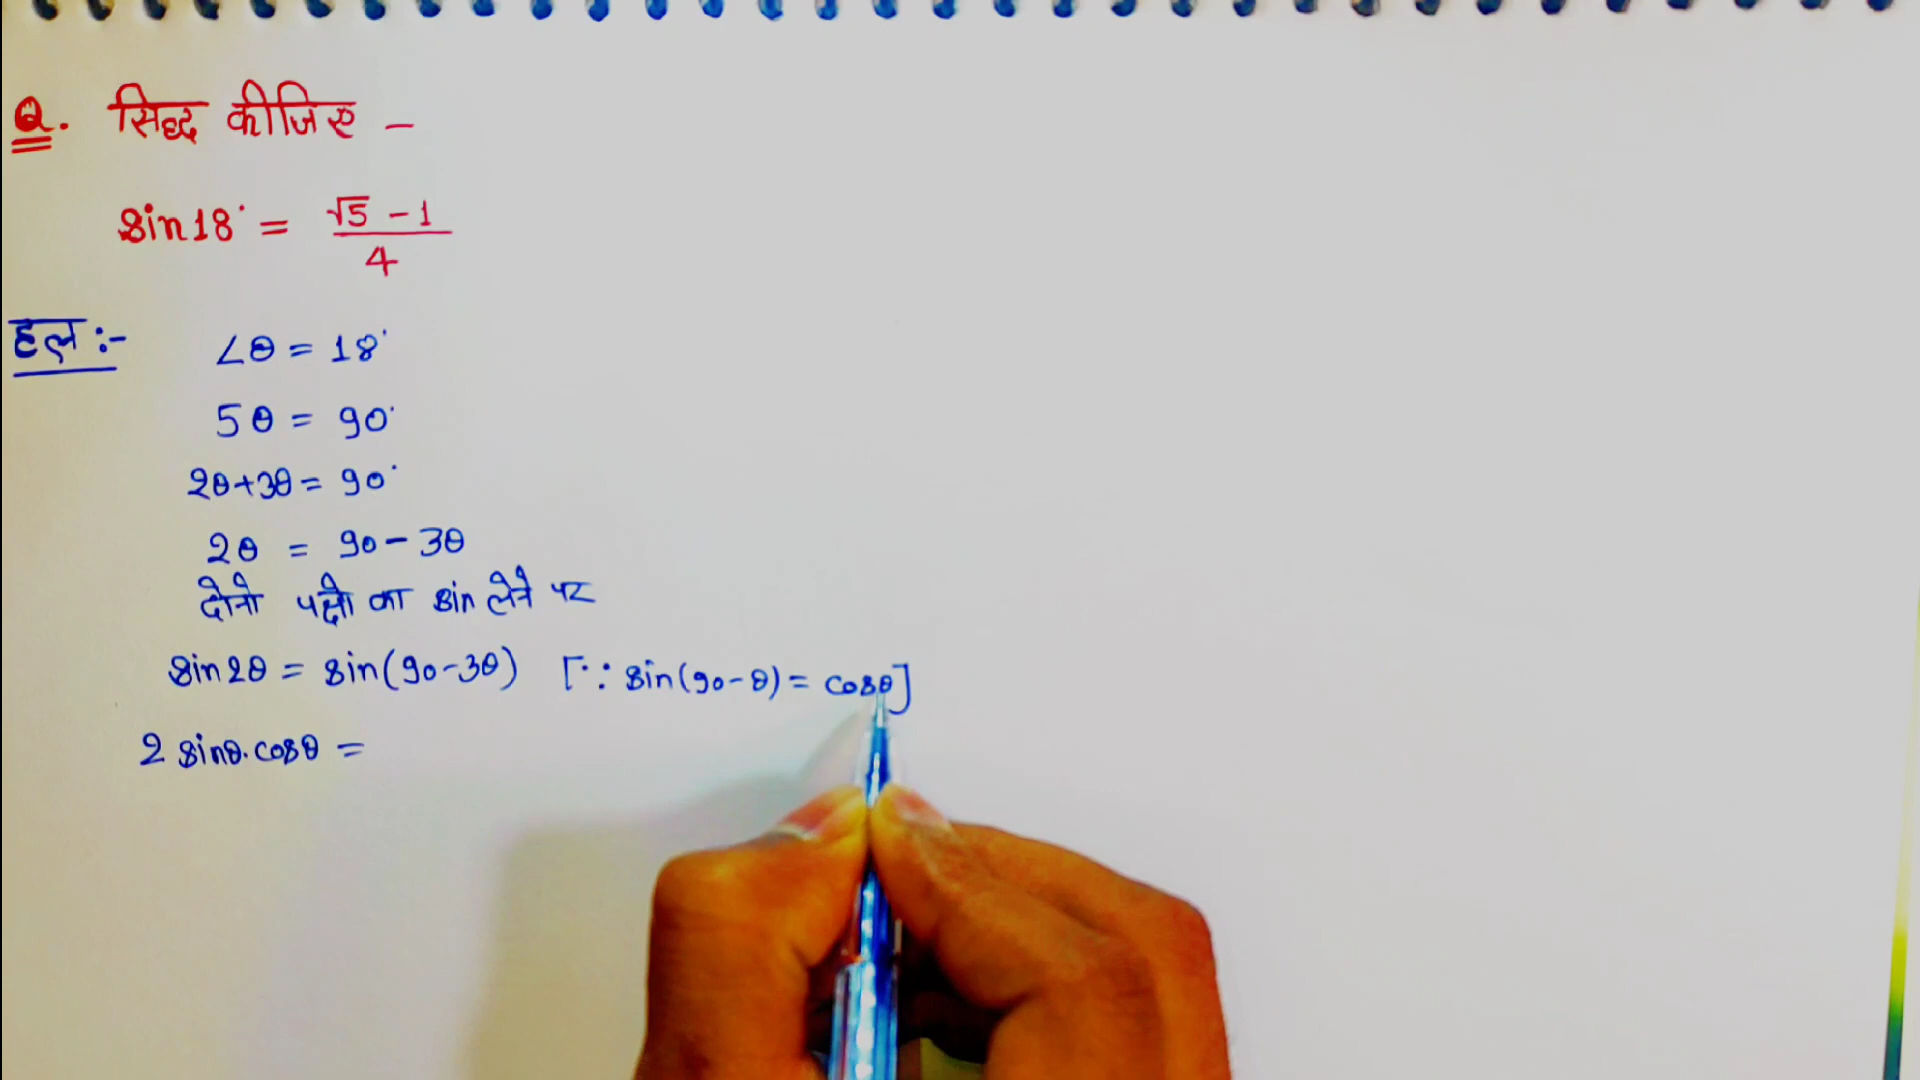 Q. सिद्ध कीजिए -
sin18° = √5 - 1 / 4
हल :- ∠θ = 18°
5θ = 90°
2θ+3θ = 90°
2θ = 90 - 3θ
दोनो पक्षो का sin लेने पर
sin2θ = sin(90-3θ) [∵ sin(90-θ) = cosθ]
2 sinθ.cosθ =